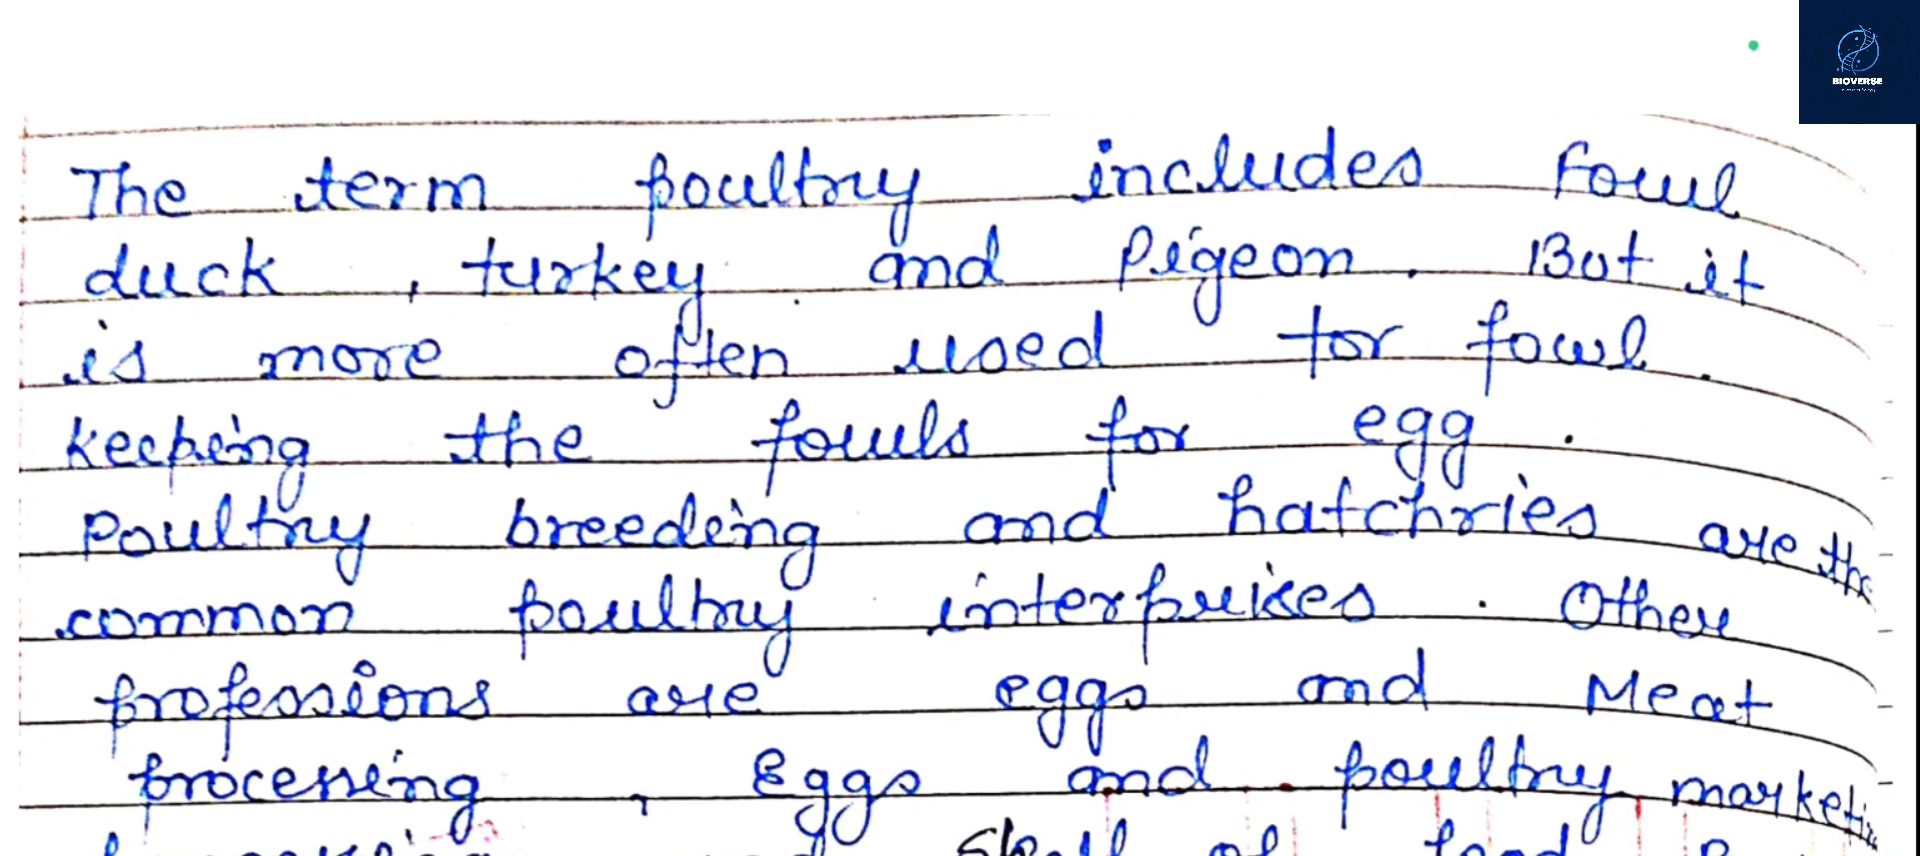 BIOVERSE
The term poultry includes Fowl
duck , turkey and Pigeon . But it
is more often used for fowl .
Keeping the fowls for egg .
Poultry breeding and hatchries are the
common poultry interprises . Other
professions are eggs and Meat
processing , Eggs and poultry marketi